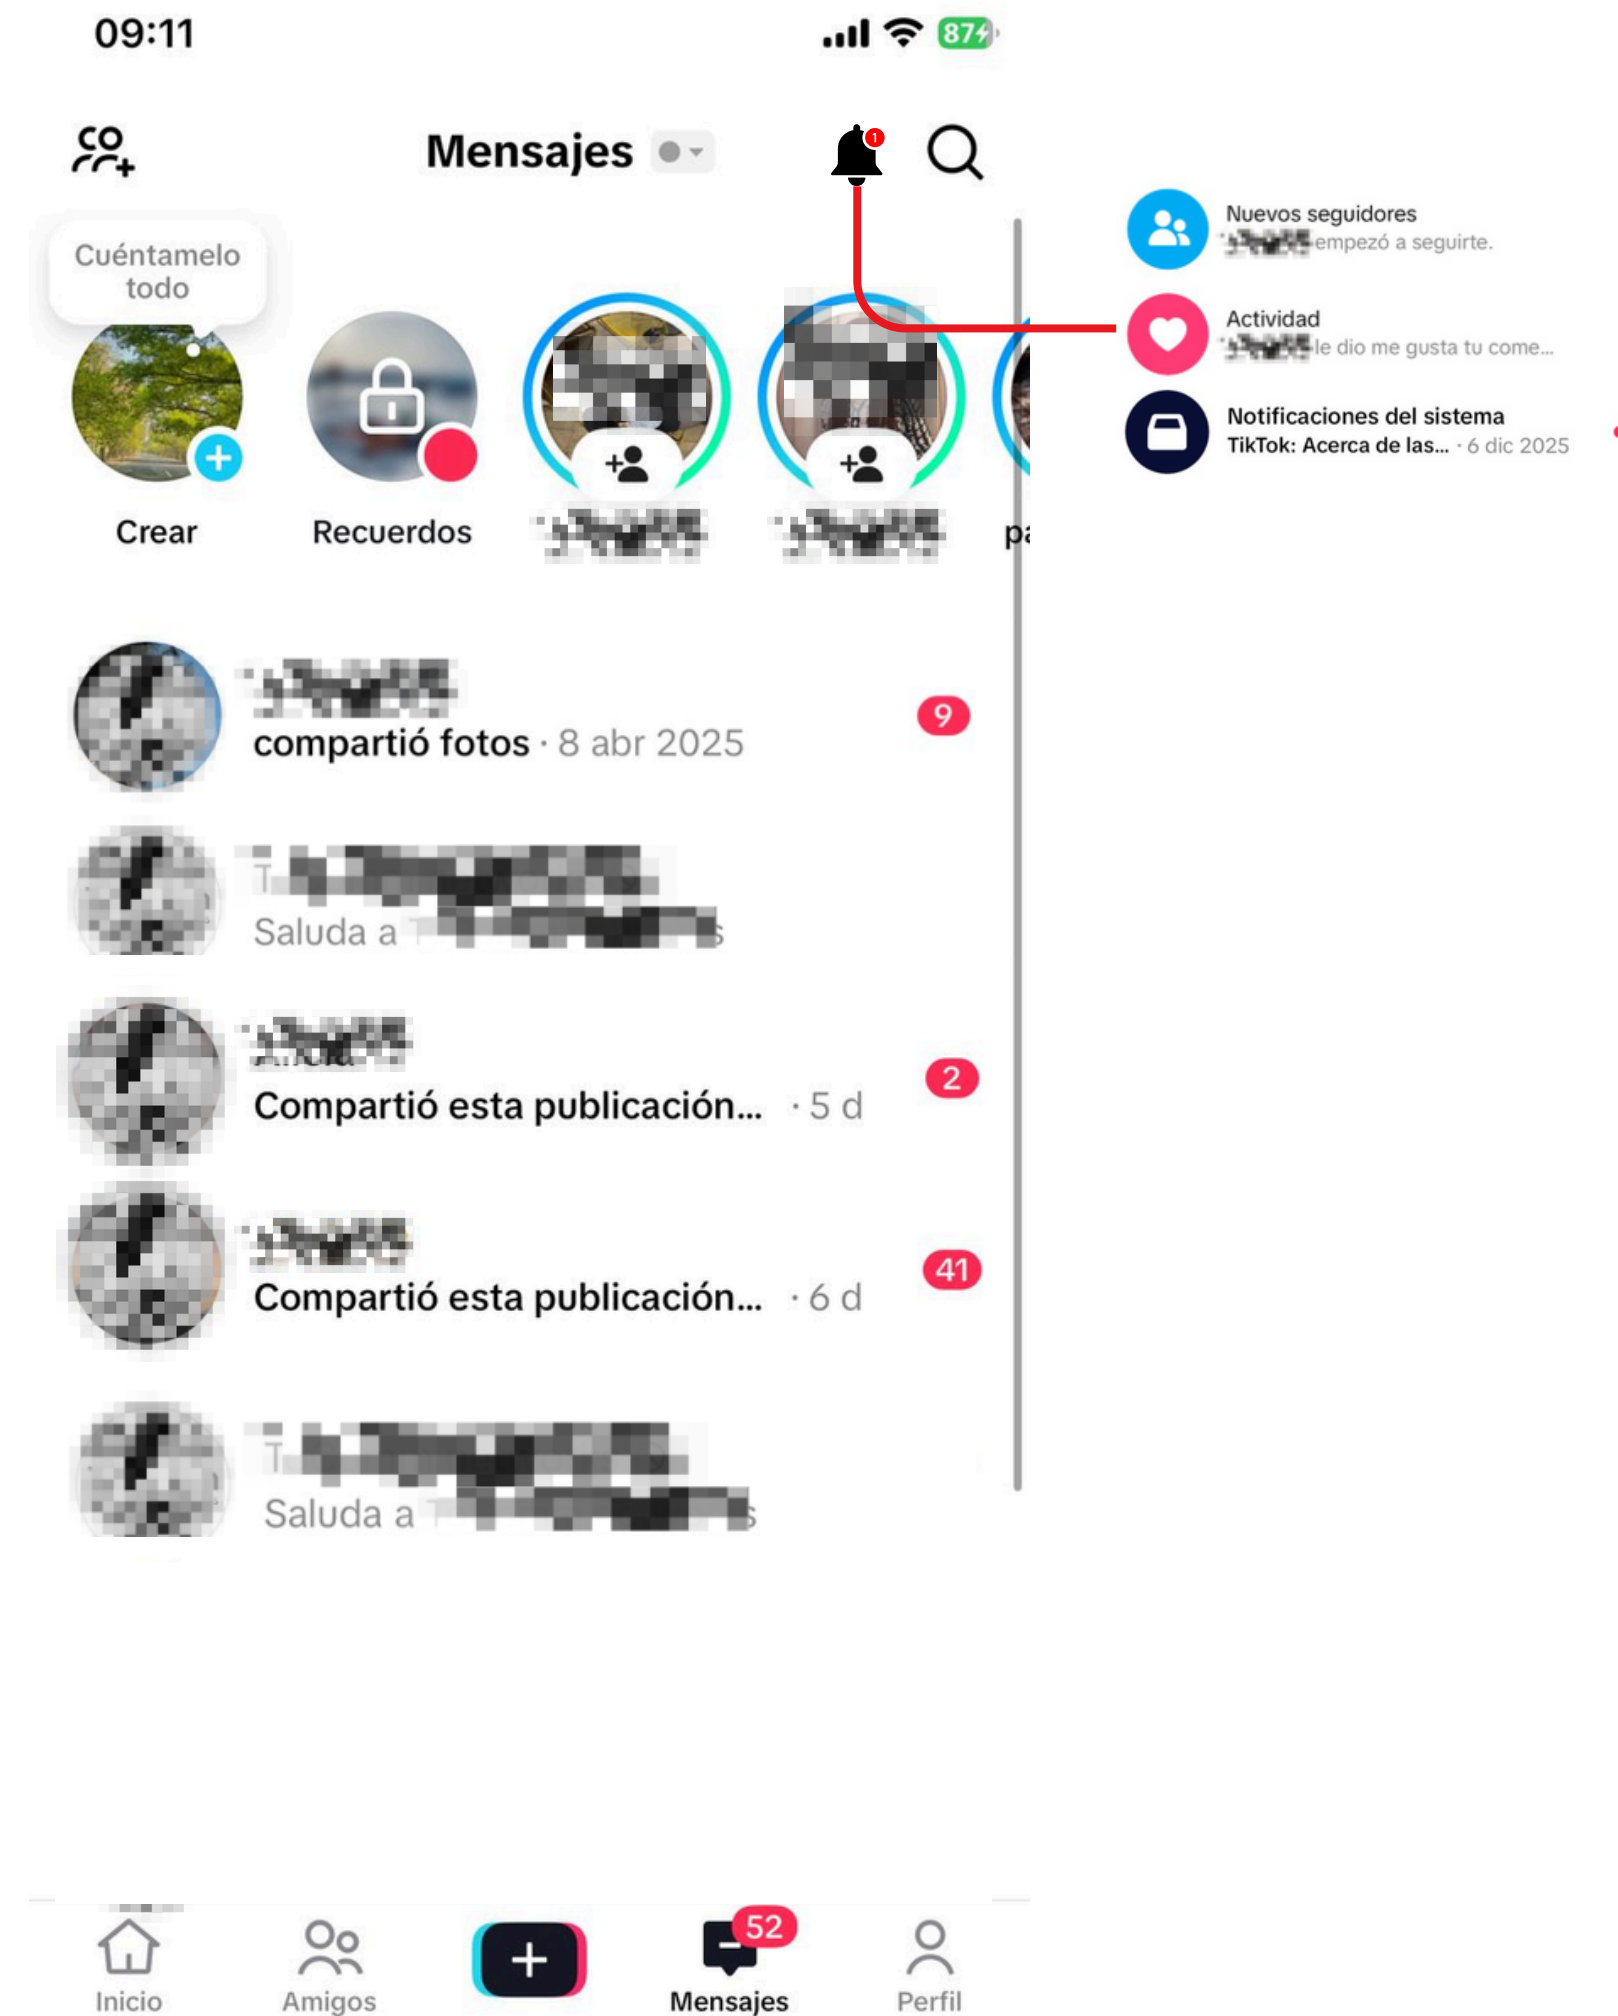 09:11
87
Mensajes
1
Cuéntamelo
todo
Crear
Recuerdos
Nuevos seguidores
empezó a seguirte.
Actividad
le dio me gusta tu come...
Notificaciones del sistema
TikTok: Acerca de las... · 6 dic 2025
compartió fotos · 8 abr 2025
9
Saluda a
Compartió esta publicación... · 5 d
2
Compartió esta publicación... · 6 d
41
Saluda a
52
Inicio
Amigos
Mensajes
Perfil